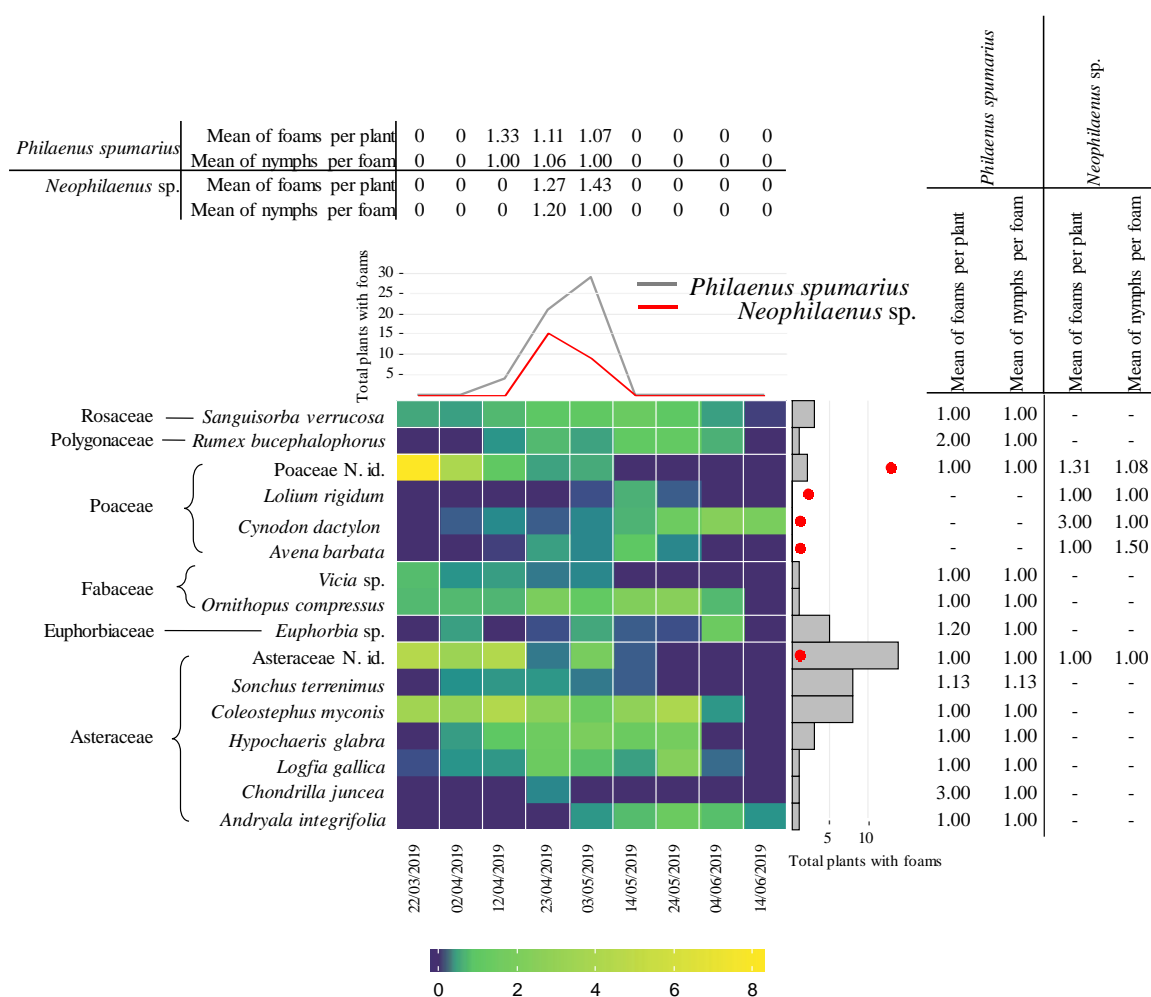 Philaenus spumarius
Neophilaenus sp.
Philaenus spumarius Mean of foams per plant 0 0 1.33 1.11 1.07 0 0 0 0
Mean of nymphs per foam 0 0 1.00 1.06 1.00 0 0 0 0
Neophilaenus sp. Mean of foams per plant 0 0 0 1.27 1.43 0 0 0 0
Mean of nymphs per foam 0 0 0 1.20 1.00 0 0 0 0
Mean of foams per plant
Mean of nymphs per foam
Mean of foams per plant
Mean of nymphs per foam
Total plants with foams
30
25
20
15
10
5
Philaenus spumarius
Neophilaenus sp.
Rosaceae Sanguisorba verrucosa 1.00 1.00 - -
Polygonaceae Rumex bucephalophorus 2.00 1.00 - -
Poaceae N. id. 1.00 1.00 1.31 1.08
Lolium rigidum - - 1.00 1.00
Poaceae
Cynodon dactylon - - 3.00 1.00
Avena barbata - - 1.00 1.50
Vicia sp. 1.00 1.00 - -
Fabaceae
Ornithopus compressus 1.00 1.00 - -
Euphorbiaceae Euphorbia sp. 1.20 1.00 - -
Asteraceae N. id. 1.00 1.00 1.00 1.00
Sonchus terrenimus 1.13 1.13 - -
Coleostephus myconis 1.00 1.00 - -
Asteraceae
Hypochaeris glabra 1.00 1.00 - -
Logfia gallica 1.00 1.00 - -
Chondrilla juncea 3.00 1.00 - -
Andryala integrifolia 1.00 1.00 - -
5 10
Total plants with foams
22/03/2019
02/04/2019
12/04/2019
23/04/2019
03/05/2019
14/05/2019
24/05/2019
04/06/2019
14/06/2019
0 2 4 6 8